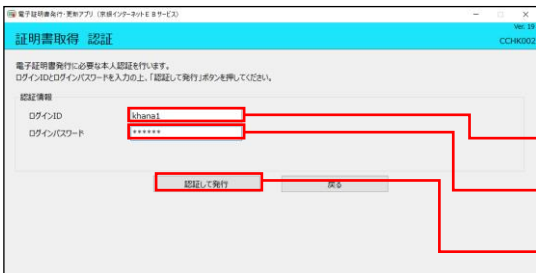 電子証明書発行・更新アプリ (京銀インターネットEBサービス)
Ver. 19
証明書取得 認証
CCHK002
電子証明書発行に必要な本人認証を行います。
ログインIDとログインパスワードを入力の上、「認証して発行」ボタンを押してください。
認証情報
ログインID
khana1
ログインパスワード
******
認証して発行
戻る